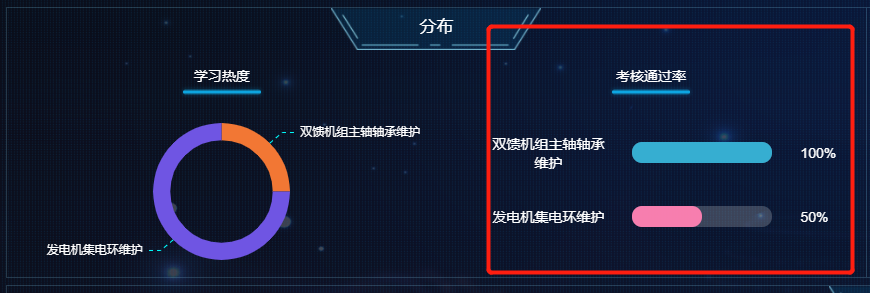 分布
学习热度
双馈机组主轴轴承维护
发电机集电环维护
考核通过率
双馈机组主轴轴承
维护
100%
发电机集电环维护
50%